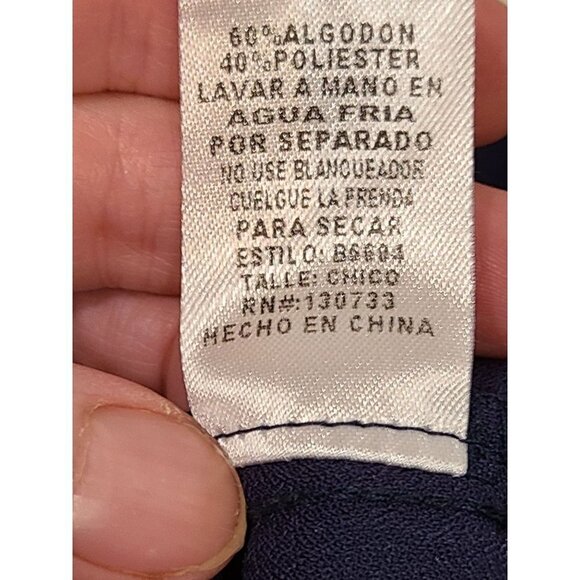 60%ALGODON
40%POLIESTER
LAVAR A MANO EN
AGUA FRIA
POR SEPARADO
NO USE BLANQUEADOR
CUELGUE LA PRENDA
PARA SECAR
ESTILO: B6604
TALLE: CHICO
RN#:130733
HECHO EN CHINA